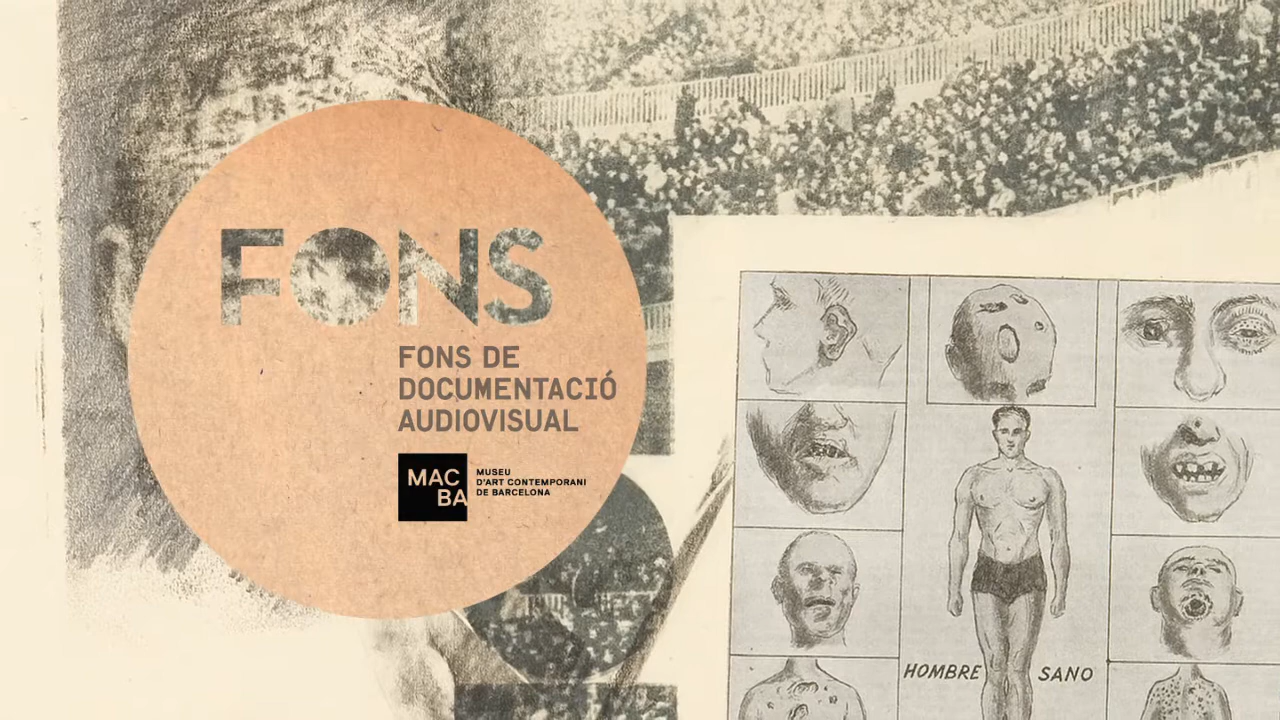 FONS
FONS DE
DOCUMENTACIÓ
AUDIOVISUAL
MAC
BA
MUSEU
D'ART CONTEMPORANI
DE BARCELONA
HOMBRE SANO